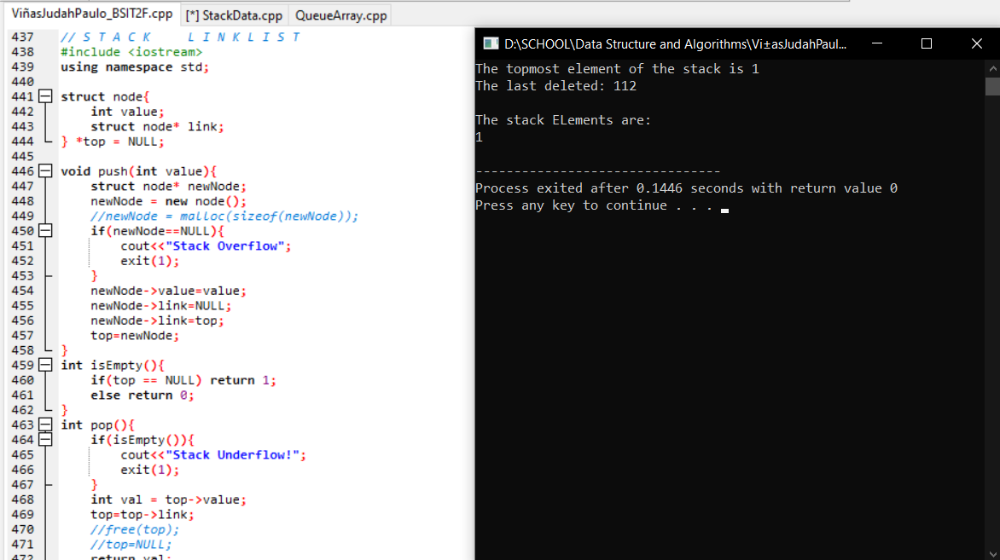 ViñasJudahPaulo_BSIT2F.cpp [*] StackData.cpp QueueArray.cpp
437 // S T A C K L I N K L I S T
438 #include <iostream>
439 using namespace std;
440
441 struct node{
442 int value;
443 struct node* link;
444 } *top = NULL;
445
446 void push(int value){
447 struct node* newNode;
448 newNode = new node();
449 //newNode = malloc(sizeof(newNode));
450 if(newNode==NULL){
451 cout<<"Stack Overflow";
452 exit(1);
453 }
454 newNode->value=value;
455 newNode->link=NULL;
456 newNode->link=top;
457 top=newNode;
458 }
459 int isEmpty(){
460 if(top == NULL) return 1;
461 else return 0;
462 }
463 int pop(){
464 if(isEmpty()){
465 cout<<"Stack Underflow!";
466 exit(1);
467 }
468 int val = top->value;
469 top=top->link;
470 //free(top);
471 //top=NULL;
472 return val;
D:\SCHOOL\Data Structure and Algorithms\Vi±asJudahPaul...
The topmost element of the stack is 1
The last deleted: 112
The stack ELements are:
1
--------------------------------
Process exited after 0.1446 seconds with return value 0
Press any key to continue . . .